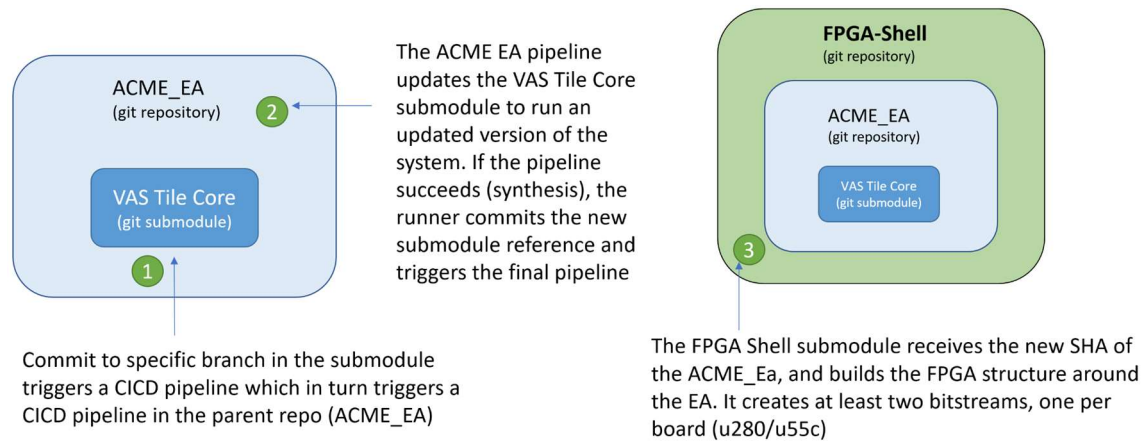 ACME_EA
(git repository)
2
VAS Tile Core
(git submodule)
1
The ACME EA pipeline
updates the VAS Tile Core
submodule to run an
updated version of the
system. If the pipeline
succeeds (synthesis), the
runner commits the new
submodule reference and
triggers the final pipeline
Commit to specific branch in the submodule
triggers a CICD pipeline which in turn triggers a
CICD pipeline in the parent repo (ACME_EA)
FPGA-Shell
(git repository)
ACME_EA
(git repository)
VAS Tile Core
(git submodule)
3
The FPGA Shell submodule receives the new SHA of
the ACME_Ea, and builds the FPGA structure around
the EA. It creates at least two bitstreams, one per
board (u280/u55c)